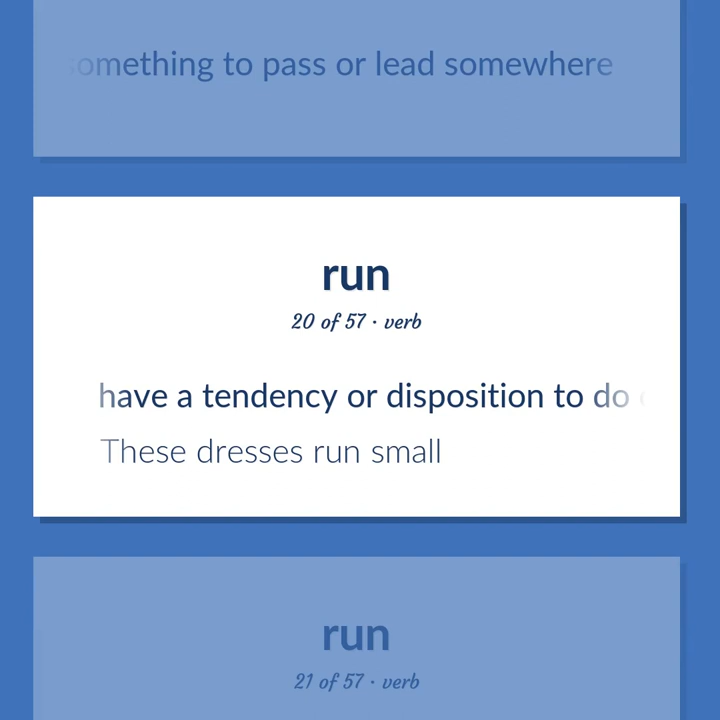 something to pass or lead somewhere
run
20 of 57 · verb
have a tendency or disposition to do
These dresses run small
run
21 of 57 · verb